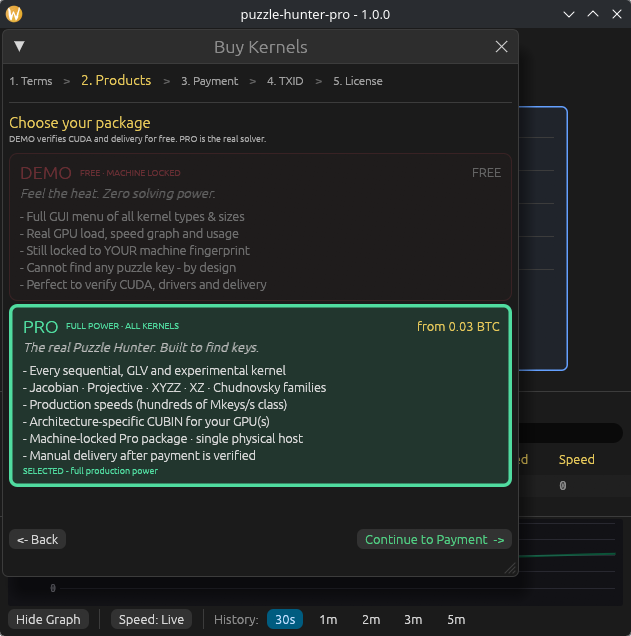 puzzle-hunter-pro - 1.0.0
Buy Kernels
1. Terms > 2. Products > 3. Payment > 4. TXID > 5. License
Choose your package
DEMO verifies CUDA and delivery for free. PRO is the real solver.
DEMO FREE · MACHINE LOCKED FREE
Feel the heat. Zero solving power.
- Full GUI menu of all kernel types & sizes
- Real GPU load, speed graph and usage
- Still locked to YOUR machine fingerprint
- Cannot find any puzzle key - by design
- Perfect to verify CUDA, drivers and delivery
PRO FULL POWER · ALL KERNELS from 0.03 BTC
The real Puzzle Hunter. Built to find keys.
- Every sequential, GLV and experimental kernel
- Jacobian · Projective · XYZZ · XZ · Chudnovsky families
- Production speeds (hundreds of Mkeys/s class)
- Architecture-specific CUBIN for your GPU(s)
- Machine-locked Pro package · single physical host
- Manual delivery after payment is verified
SELECTED - full production power
ed Speed
0
<- Back Continue to Payment ->
0
Hide Graph Speed: Live History: 30s 1m 2m 3m 5m